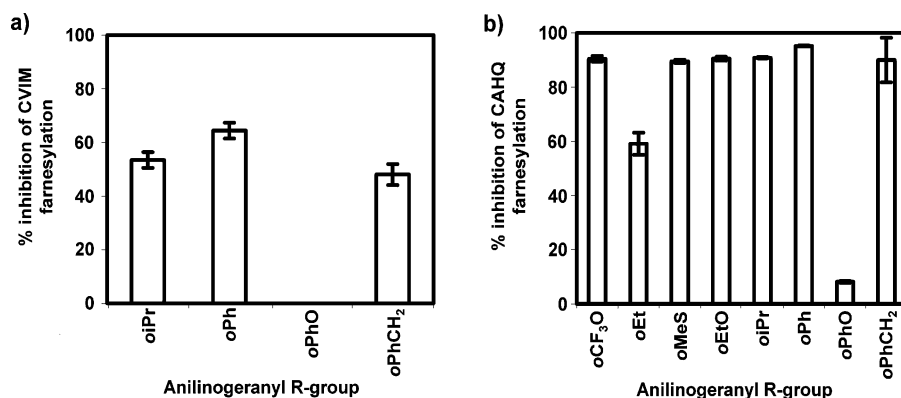 a)
% inhibition of CVIM
farnesylation
100
80
60
40
20
0
oiPr
oPh
oPhO
oPhCH2
Anilinogeranyl R-group
b)
% inhibition of CAHQ
farnesylation
100
80
60
40
20
0
oCF3O
oEt
oMeS
oEtO
oiPr
oPh
oPhO
oPhCH2
Anilinogeranyl R-group